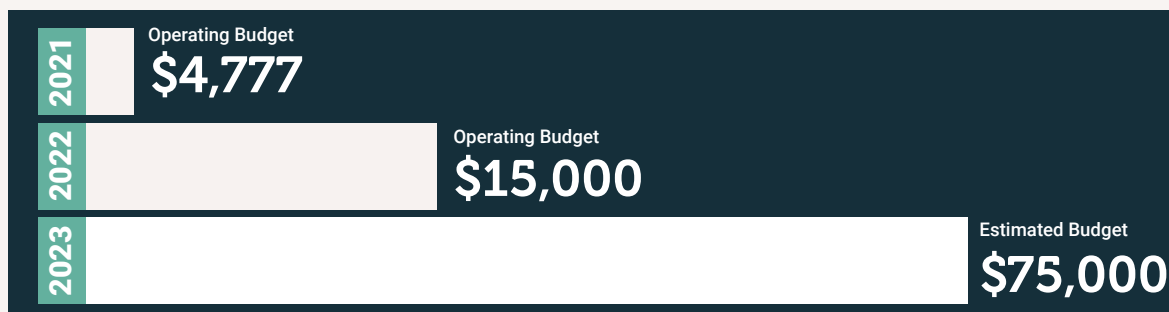 2021
Operating Budget
$4,777
2022
Operating Budget
$15,000
2023
Estimated Budget
$75,000